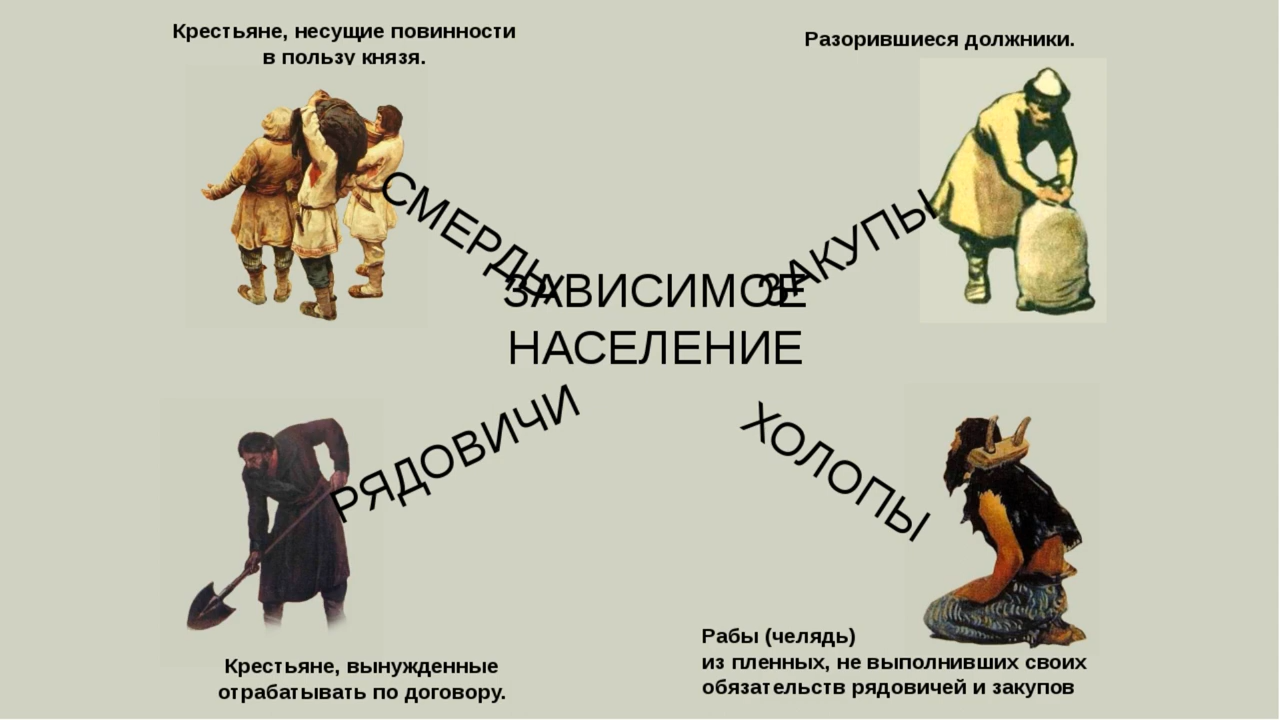 Крестьяне, несущие повинности
в пользу князя.
Разорившиеся должники.
СМЕРДЫ
ЗАКУПЫ
ЗАВИСИМОЕ
НАСЕЛЕНИЕ
РЯДОВИЧИ
ХОЛОПЫ
Крестьяне, вынужденные
отрабатывать по договору.
Рабы (челядь)
из пленных, не выполнивших своих
обязательств рядовичей и закупов